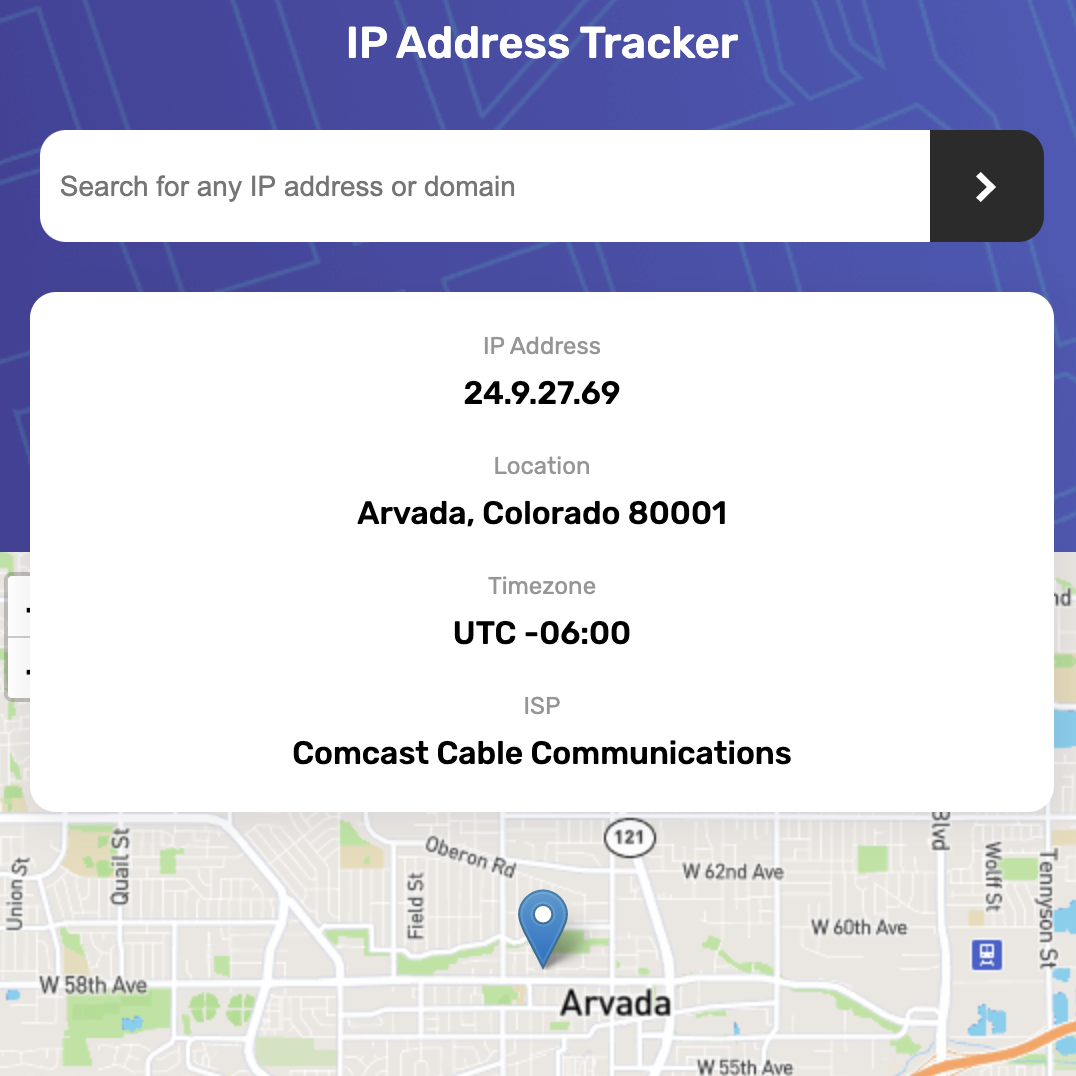 IP Address Tracker
Search for any IP address or domain
IP Address
24.9.27.69
Location
Arvada, Colorado 80001
Timezone
UTC -06:00
ISP
Comcast Cable Communications
121
Oberon Rd
W 62nd Ave
Blvd
Quail St
Union St
Field St
Wolff St
Tennyson St
W 60th Ave
W 58th Ave
Arvada
W 55th Ave